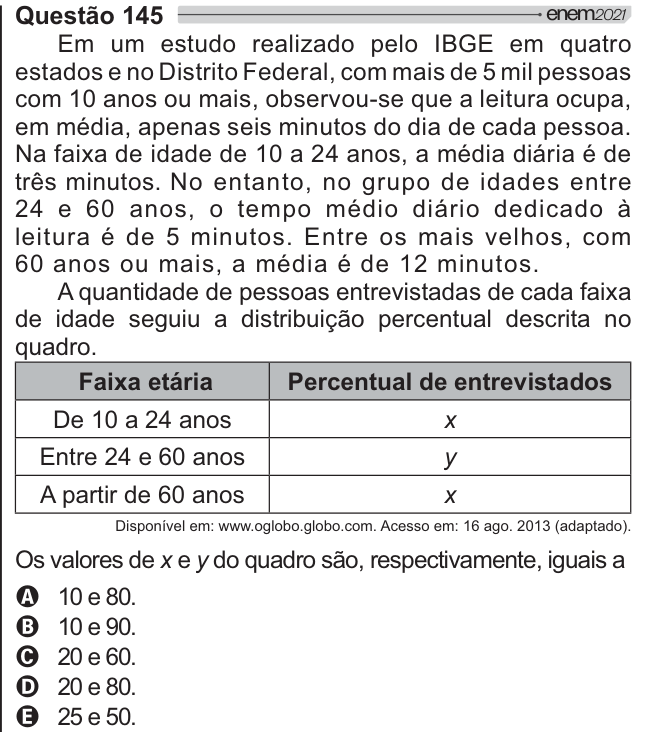 Questão 145
enem2021
Em um estudo realizado pelo IBGE em quatro
estados e no Distrito Federal, com mais de 5 mil pessoas
com 10 anos ou mais, observou-se que a leitura ocupa,
em média, apenas seis minutos do dia de cada pessoa.
Na faixa de idade de 10 a 24 anos, a média diária é de
três minutos. No entanto, no grupo de idades entre
24 e 60 anos, o tempo médio diário dedicado à
leitura é de 5 minutos. Entre os mais velhos, com
60 anos ou mais, a média é de 12 minutos.
A quantidade de pessoas entrevistadas de cada faixa
de idade seguiu a distribuição percentual descrita no
quadro.
Faixa etária Percentual de entrevistados
De 10 a 24 anos x
Entre 24 e 60 anos y
A partir de 60 anos x
Disponível em: www.oglobo.globo.com. Acesso em: 16 ago. 2013 (adaptado).
Os valores de x e y do quadro são, respectivamente, iguais a
A 10 e 80.
B 10 e 90.
C 20 e 60.
D 20 e 80.
E 25 e 50.